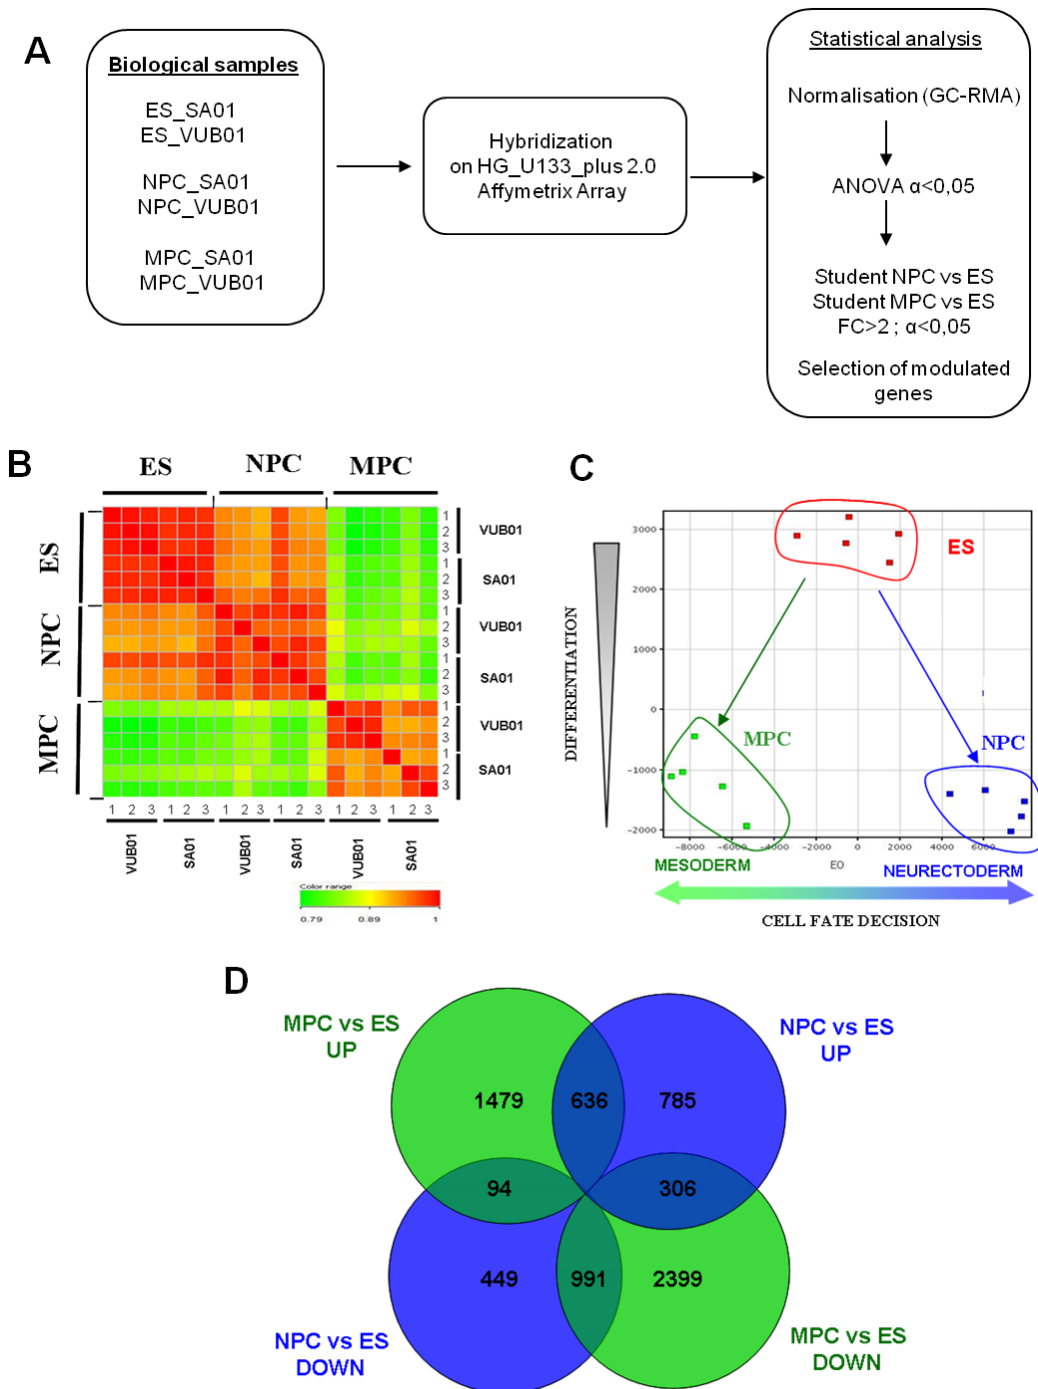 A
Biological samples
ES_SA01
ES_VUB01
NPC_SA01
NPC_VUB01
MPC_SA01
MPC_VUB01
Hybridization
on HG_U133_plus 2.0
Affymetrix Array
Statistical analysis
Normalisation (GC-RMA)
ANOVA α<0,05
Student NPC vs ES
Student MPC vs ES
FC>2 ; α<0,05
Selection of modulated
genes
B
ES NPC MPC
ES
NPC
MPC
1
2
3
VUB01
1
2
3
SA01
1
2
3
VUB01
1
2
3
SA01
1
2
3
VUB01
1
2
3
SA01
1 2 3 1 2 3 1 2 3 1 2 3 1 2 3 1 2 3
VUB01 SA01 VUB01 SA01 VUB01 SA01
Color range
0.79 0.89 1
C
DIFFERENTIATION
3000
2000
1000
0
-1000
-2000
ES
MPC
NPC
-8000 -6000 -4000 -2000 0 2000 4000 6000
MESODERM
NEURECTODERM
CELL FATE DECISION
D
MPC vs ES
UP
NPC vs ES
UP
1479 636 785
94 306
449 991 2399
NPC vs ES
DOWN
MPC vs ES
DOWN